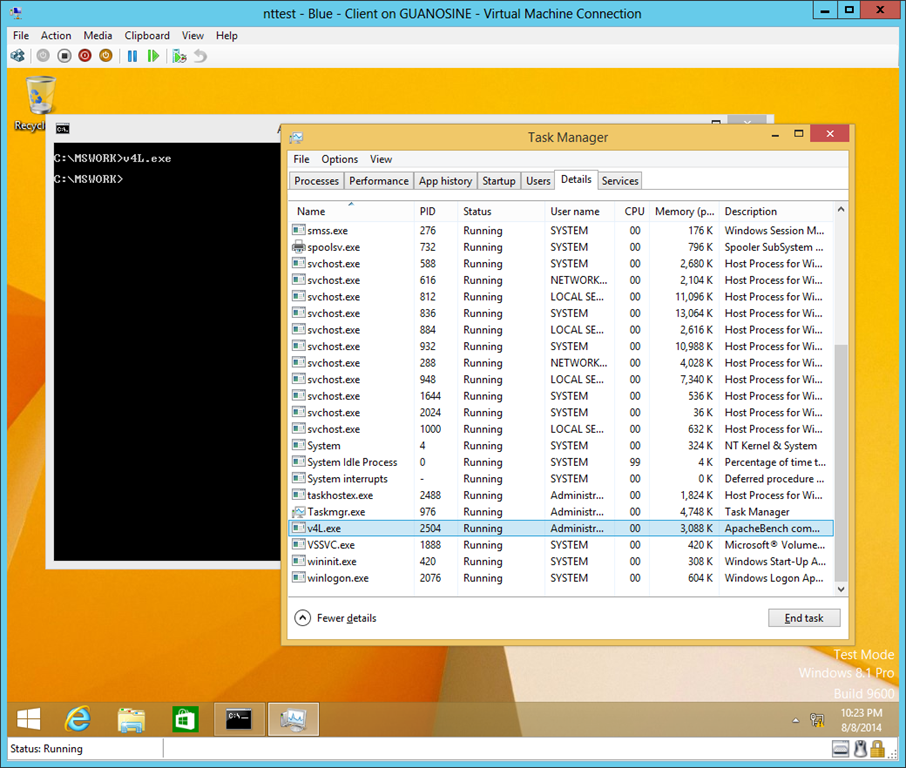 nttest - Blue - Client on GUANOSINE - Virtual Machine Connection
File Action Media Clipboard View Help
C:\MSWORK>v4L.exe
C:\MSWORK>
Task Manager
File Options View
Processes Performance App history Startup Users Details Services
Name PID Status User name CPU Memory (p... Description
smss.exe 276 Running SYSTEM 00 176 K Windows Session M...
spoolsv.exe 732 Running SYSTEM 00 796 K Spooler SubSystem ...
svchost.exe 588 Running SYSTEM 00 2,680 K Host Process for Wi...
svchost.exe 616 Running NETWORK... 00 2,104 K Host Process for Wi...
svchost.exe 812 Running LOCAL SE... 00 11,096 K Host Process for Wi...
svchost.exe 836 Running SYSTEM 00 13,064 K Host Process for Wi...
svchost.exe 884 Running LOCAL SE... 00 2,616 K Host Process for Wi...
svchost.exe 932 Running SYSTEM 00 10,988 K Host Process for Wi...
svchost.exe 288 Running NETWORK... 00 4,028 K Host Process for Wi...
svchost.exe 948 Running LOCAL SE... 00 7,340 K Host Process for Wi...
svchost.exe 1644 Running SYSTEM 00 536 K Host Process for Wi...
svchost.exe 2024 Running SYSTEM 00 36 K Host Process for Wi...
svchost.exe 1000 Running LOCAL SE... 00 632 K Host Process for Wi...
System 4 Running SYSTEM 00 324 K NT Kernel & System
System Idle Process 0 Running SYSTEM 99 4 K Percentage of time t...
System interrupts - Running SYSTEM 00 0 K Deferred procedure ...
taskhostex.exe 2488 Running Administr... 00 1,824 K Host Process for Wi...
Taskmgr.exe 976 Running Administr... 00 4,748 K Task Manager
v4L.exe 2504 Running Administr... 00 3,088 K ApacheBench com...
VSSVC.exe 1888 Running SYSTEM 00 420 K Microsoft® Volume...
wininit.exe 420 Running SYSTEM 00 308 K Windows Start-Up A...
winlogon.exe 2076 Running SYSTEM 00 604 K Windows Logon Ap...
Fewer details End task
Test Mode
Windows 8.1 Pro
Build 9600
10:23 PM
8/8/2014
Status: Running